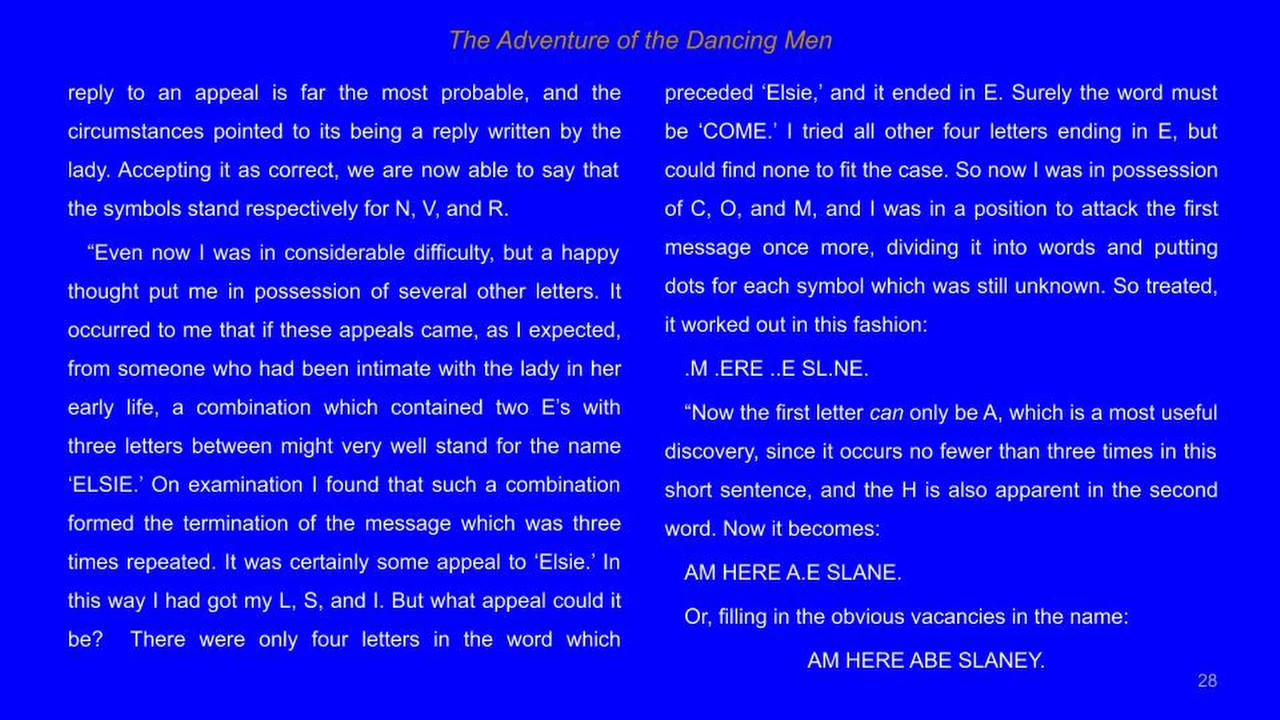 The Adventure of the Dancing Men
reply to an appeal is far the most probable, and the
circumstances pointed to its being a reply written by the
lady. Accepting it as correct, we are now able to say that
the symbols stand respectively for N, V, and R.
“Even now I was in considerable difficulty, but a happy
thought put me in possession of several other letters. It
occurred to me that if these appeals came, as I expected,
from someone who had been intimate with the lady in her
early life, a combination which contained two E’s with
three letters between might very well stand for the name
‘ELSIE.’ On examination I found that such a combination
formed the termination of the message which was three
times repeated. It was certainly some appeal to ‘Elsie.’ In
this way I had got my L, S, and I. But what appeal could it
be? There were only four letters in the word which
preceded ‘Elsie,’ and it ended in E. Surely the word must
be ‘COME.’ I tried all other four letters ending in E, but
could find none to fit the case. So now I was in possession
of C, O, and M, and I was in a position to attack the first
message once more, dividing it into words and putting
dots for each symbol which was still unknown. So treated,
it worked out in this fashion:
.M .ERE ..E SL.NE.
“Now the first letter can only be A, which is a most useful
discovery, since it occurs no fewer than three times in this
short sentence, and the H is also apparent in the second
word. Now it becomes:
AM HERE A.E SLANE.
Or, filling in the obvious vacancies in the name:
AM HERE ABE SLANEY.
28